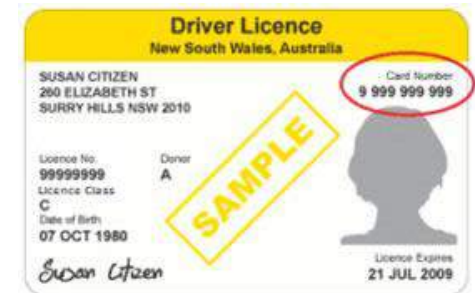 Driver Licence
New South Wales, Australia
SUSAN CITIZEN
260 ELIZABETH ST
SURRY HILLS NSW 2010
Card Number
9 999 999 999
Licence No.
99999999
Donor
A
Licence Class
C
Date of Birth
07 OCT 1980
SAMPLE
Susan Citizen
Licence Expires
21 JUL 2009